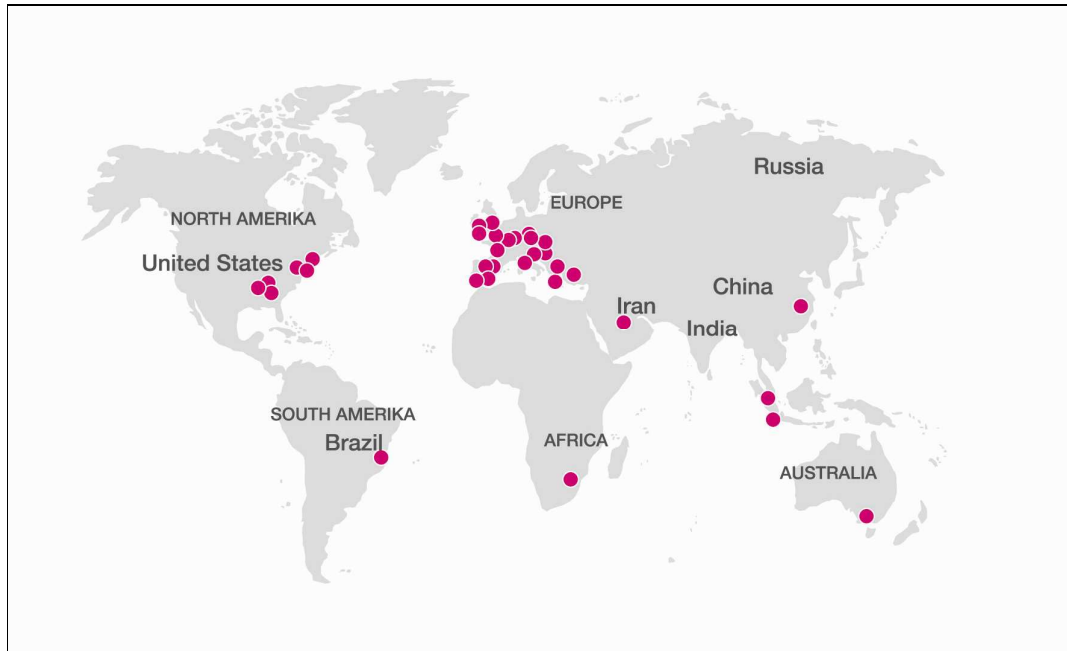 Russia
EUROPE
NORTH AMERIKA
United States
China
Iran
India
SOUTH AMERIKA
Brazil
AFRICA
AUSTRALIA